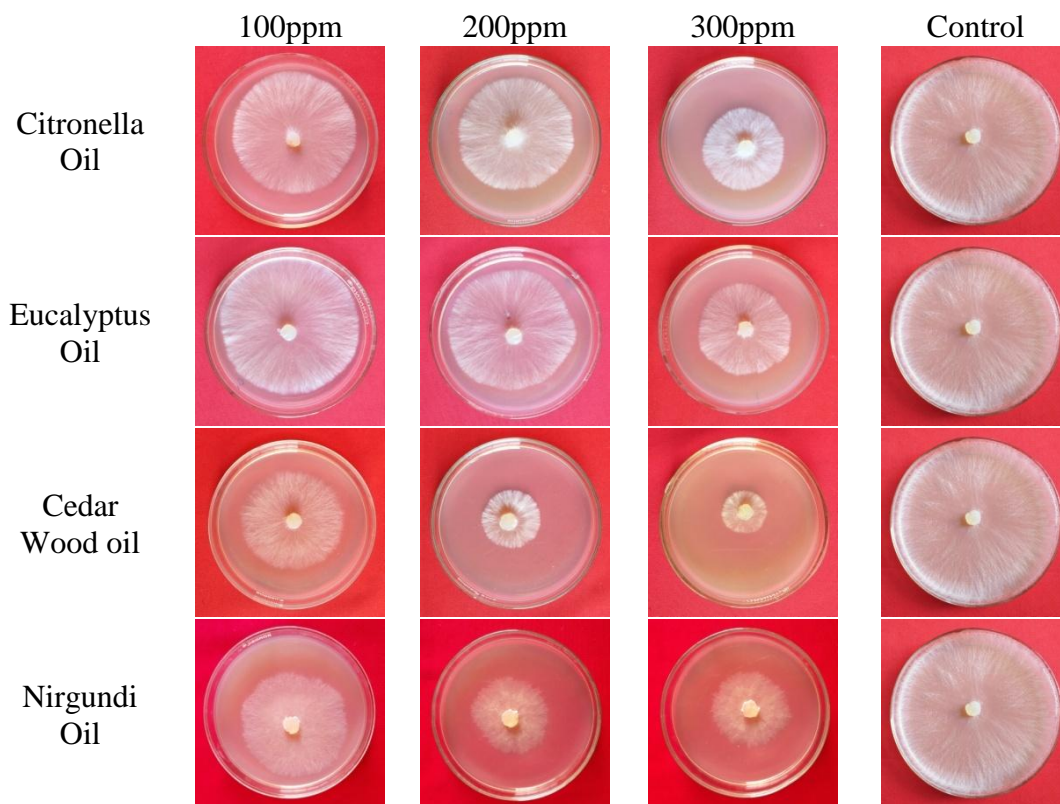 100ppm 200ppm 300ppm Control
Citronella
Oil
Eucalyptus
Oil
Cedar
Wood oil
Nirgundi
Oil